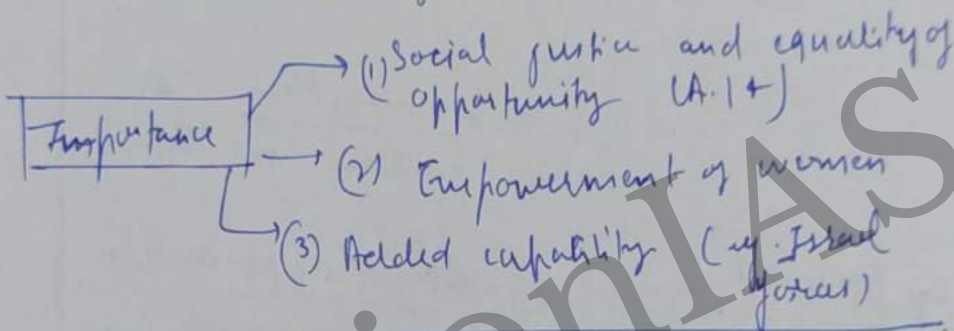 (1) Social justice and equality of
opportunity (A.14)
Importance
(2) Empowerment of women
(3) Added capability (eg. Israel
forces)
ionIAS